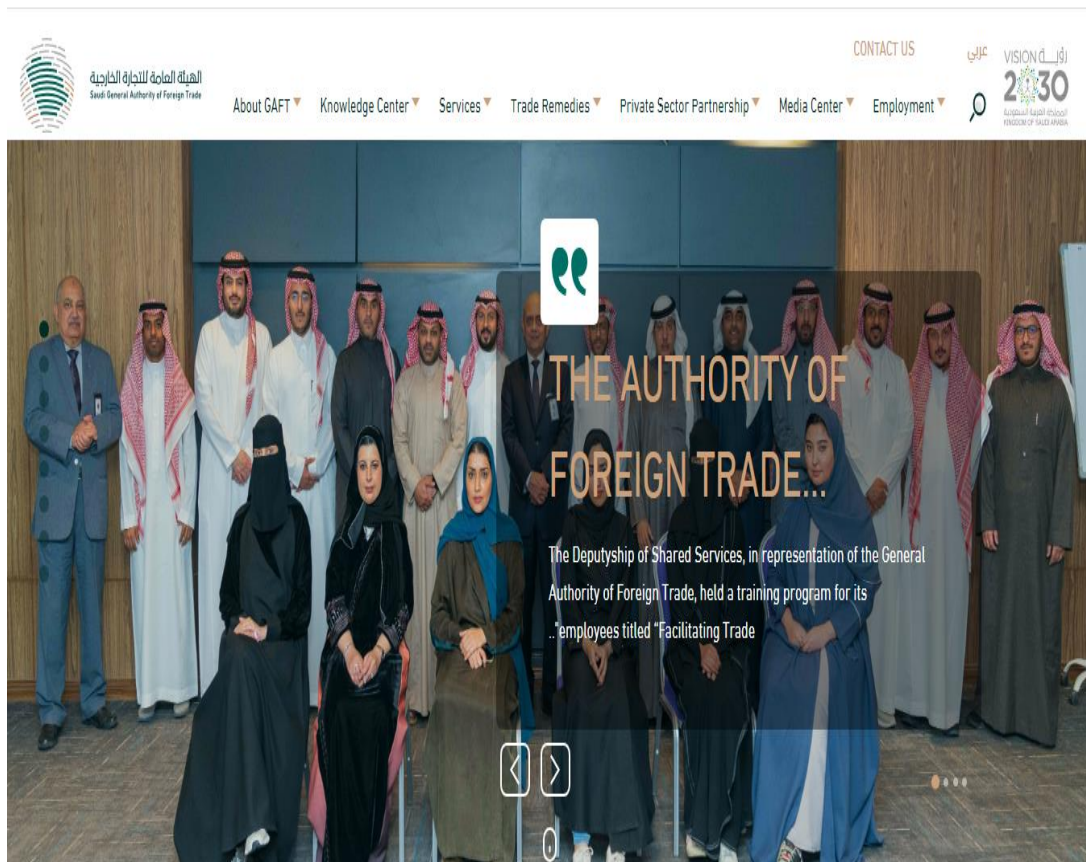 CONTACT US
عربي
رؤيــة VISION
2030
المملكة العربية السعودية
KINGDOM OF SAUDI ARABIA
الهيئة العامة للتجارة الخارجية
Saudi General Authority of Foreign Trade
About GAFT Knowledge Center Services Trade Remedies Private Sector Partnership Media Center Employment
THE AUTHORITY OF
FOREIGN TRADE...
The Deputyship of Shared Services, in representation of the General
Authority of Foreign Trade, held a training program for its
.."employees titled “Facilitating Trade